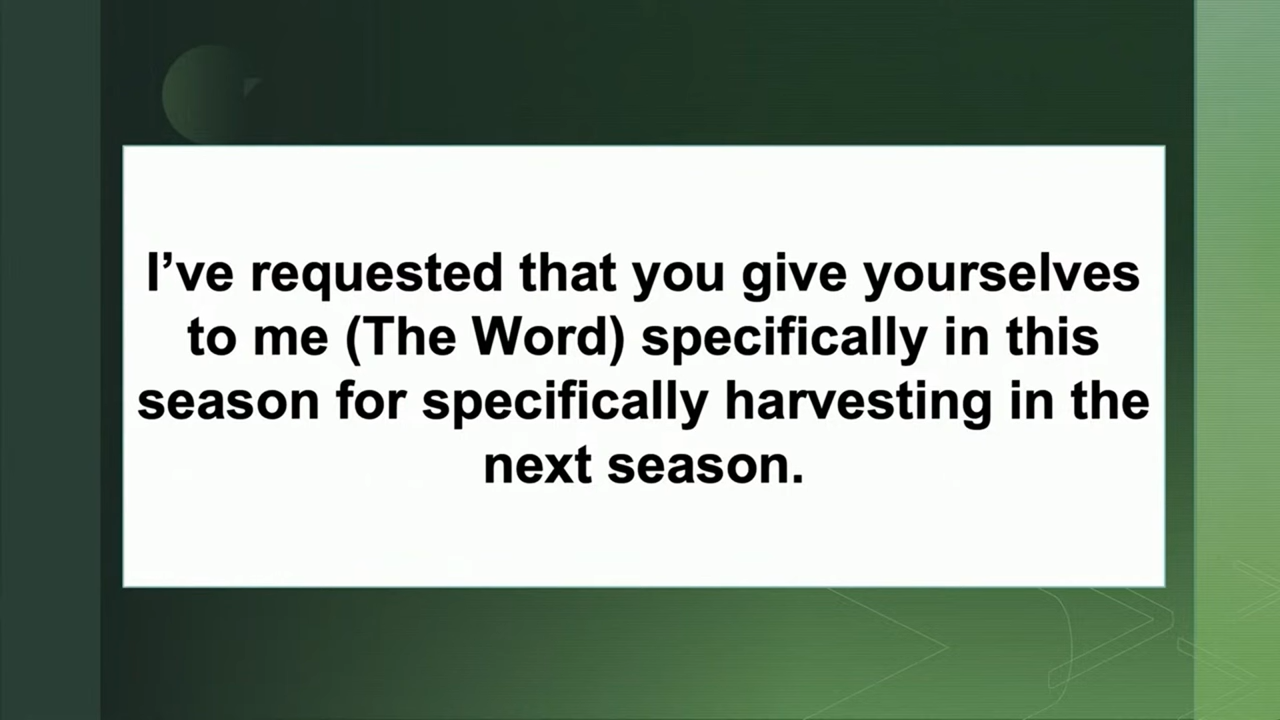 I’ve requested that you give yourselves
to me (The Word) specifically in this
season for specifically harvesting in the
next season.